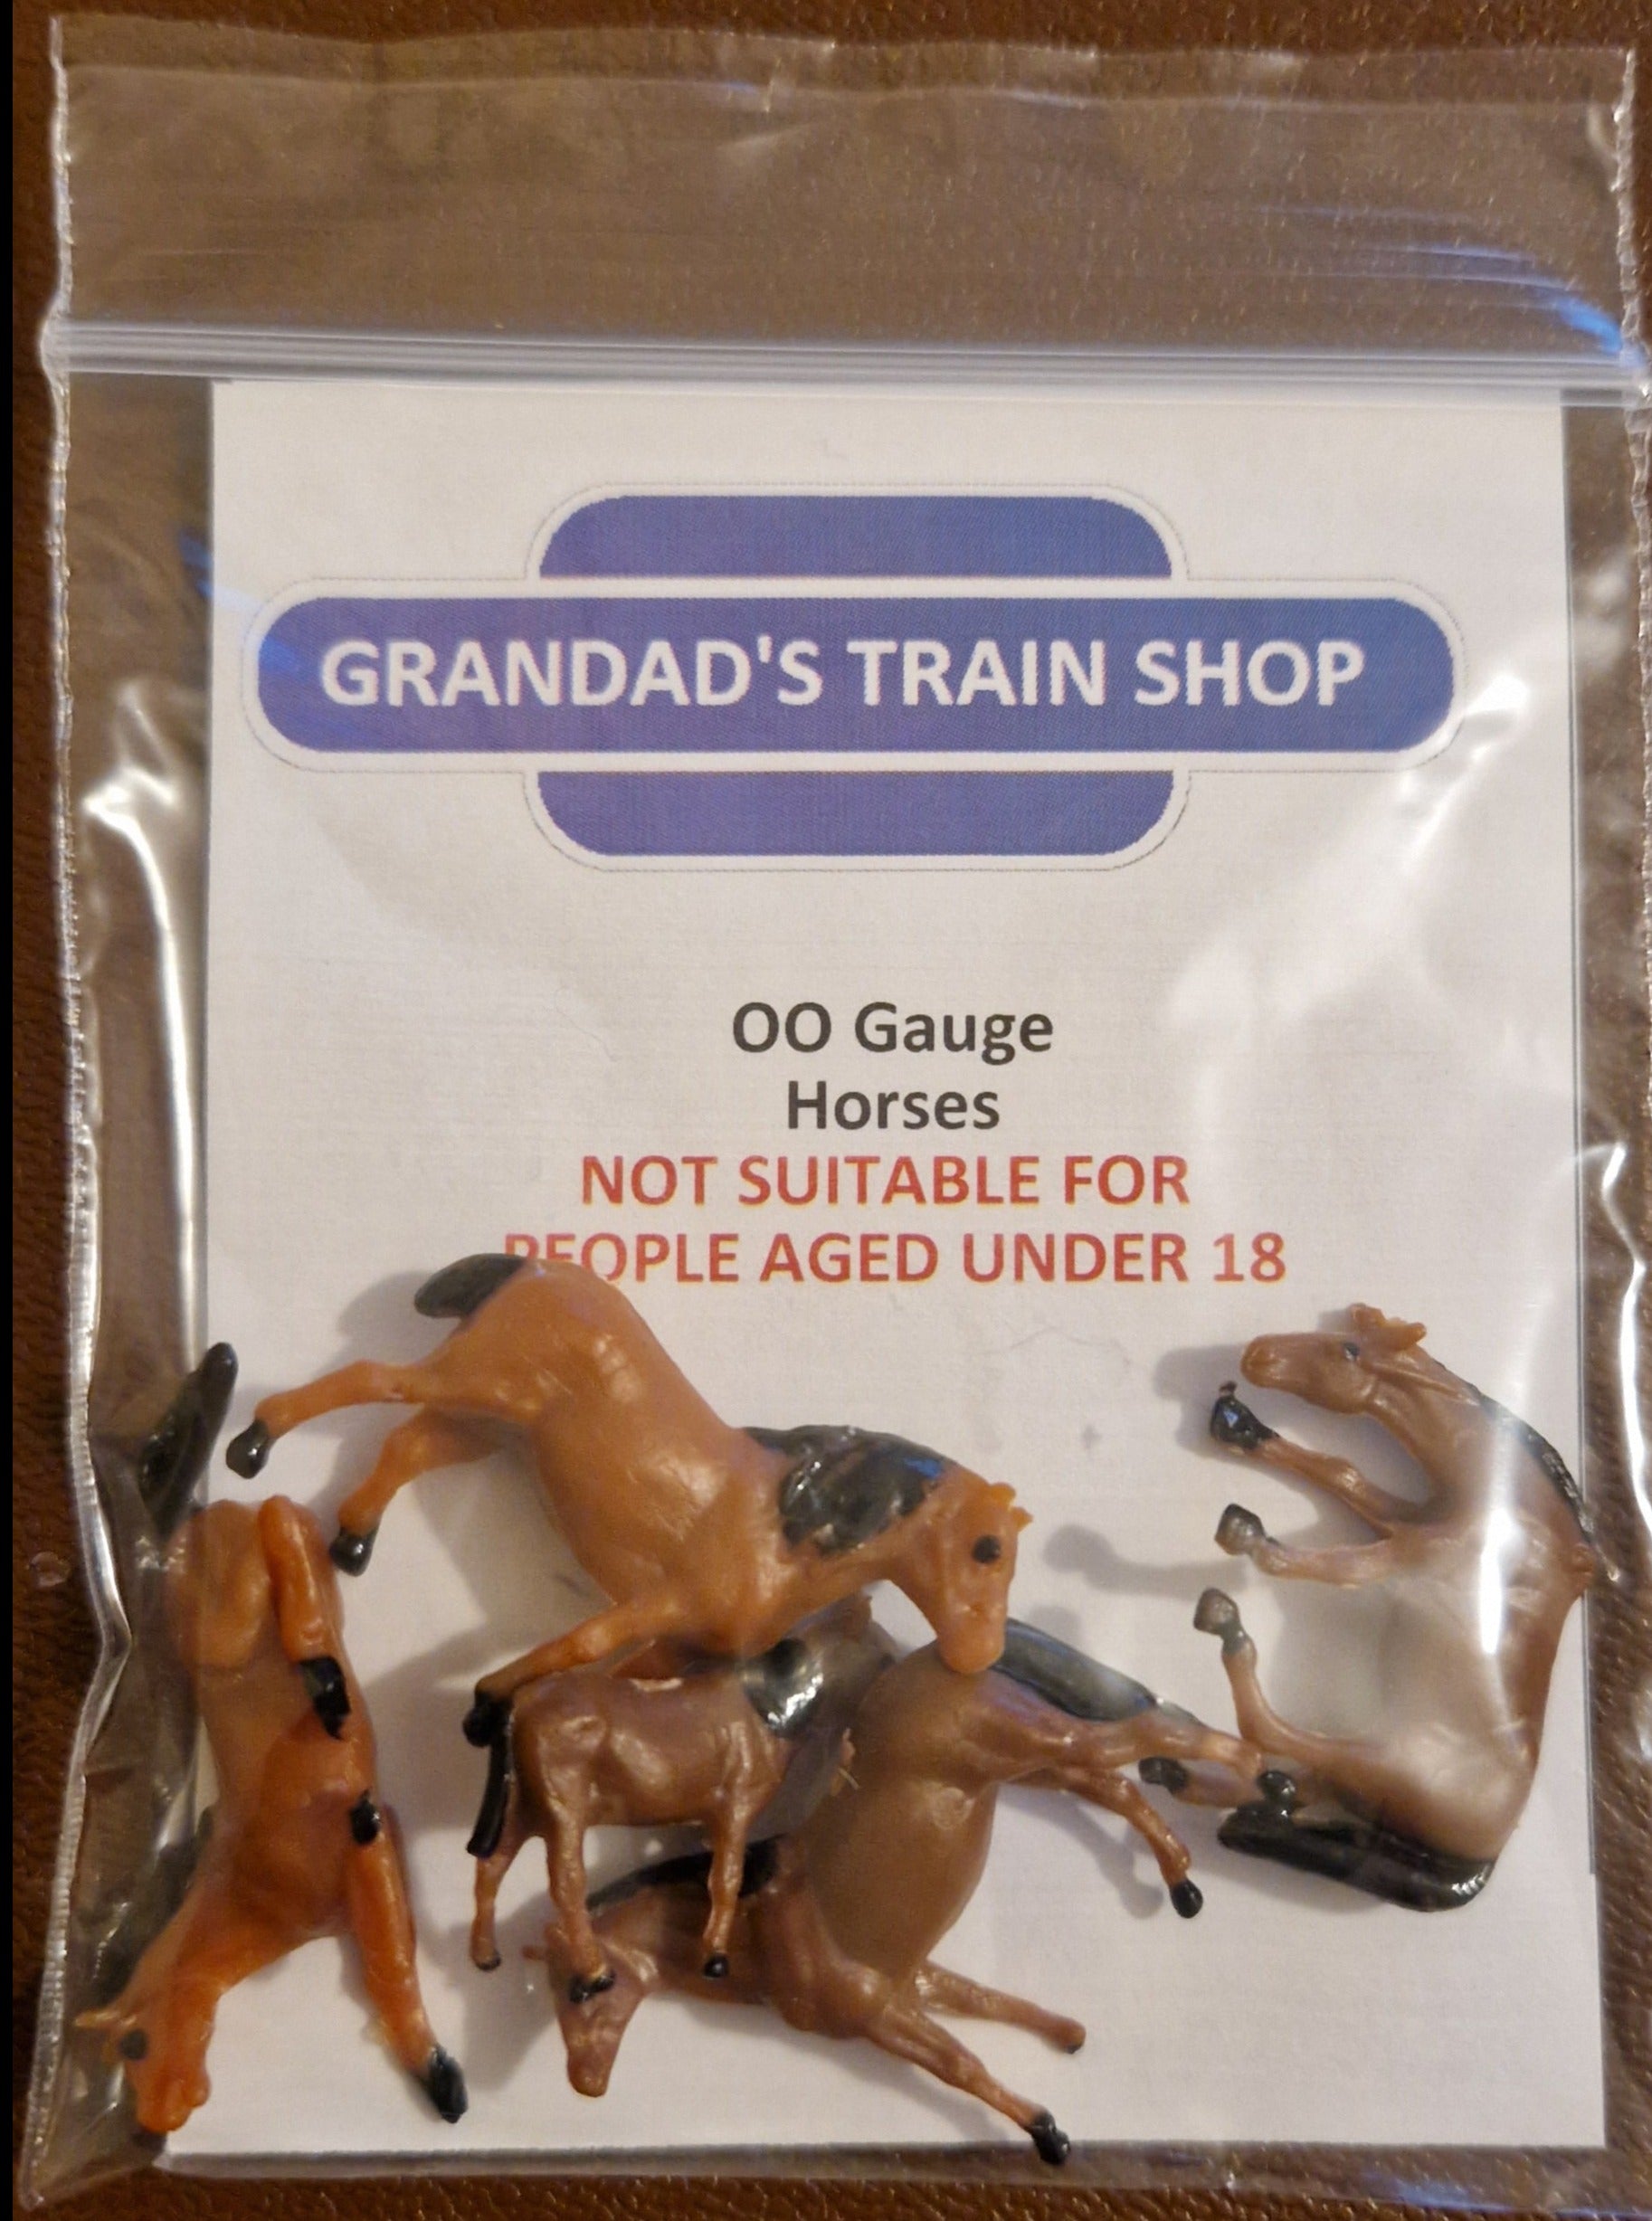 GRANDAD'S TRAIN SHOP
OO Gauge
Horses
NOT SUITABLE FOR
PEOPLE AGED UNDER 18